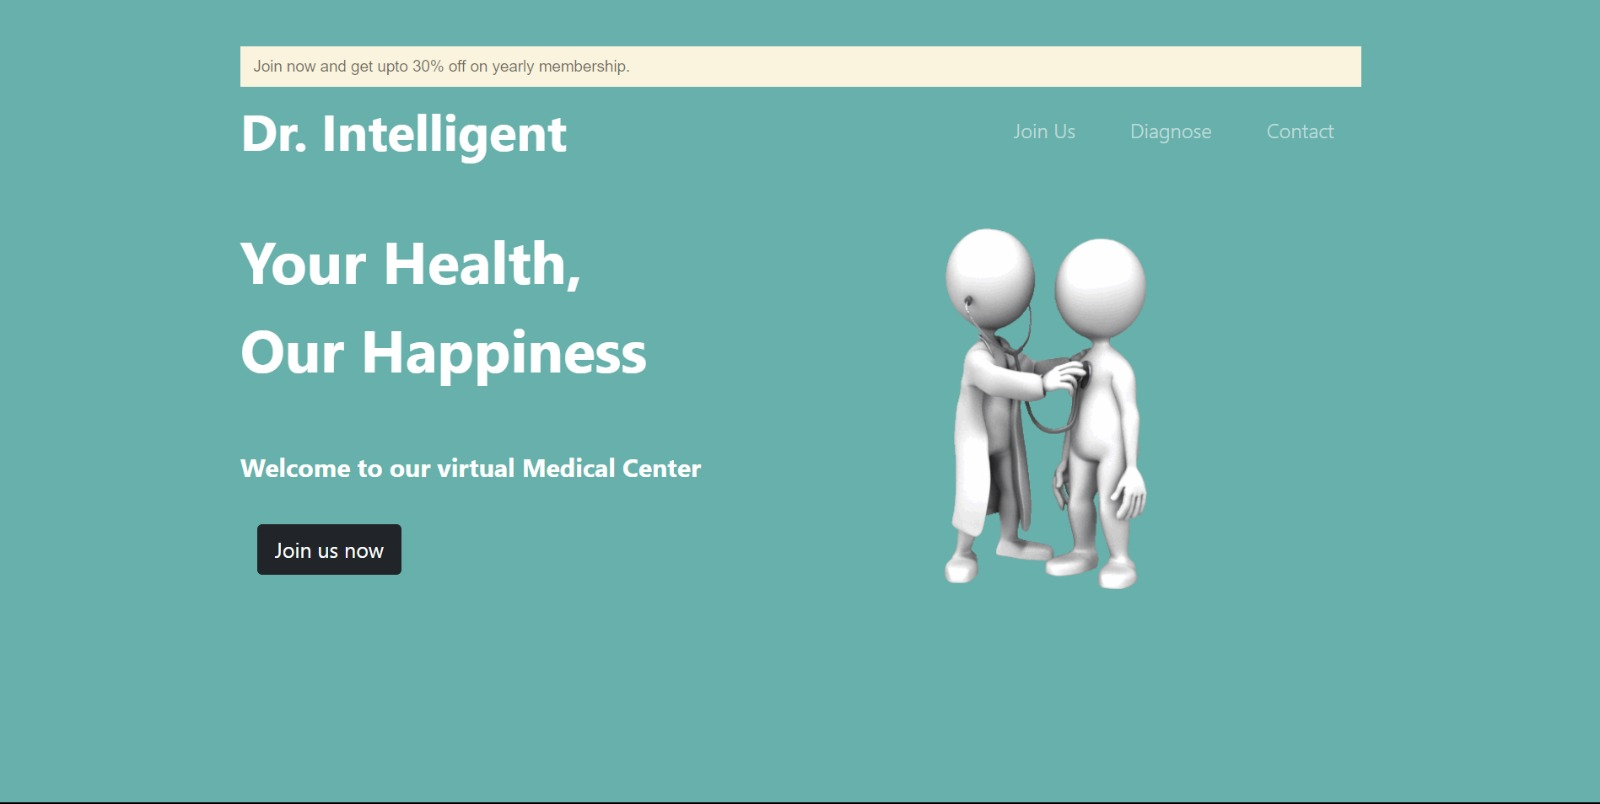 Join now and get upto 30% off on yearly membership.
Dr. Intelligent
Join Us Diagnose Contact
Your Health,
Our Happiness
Welcome to our virtual Medical Center
Join us now